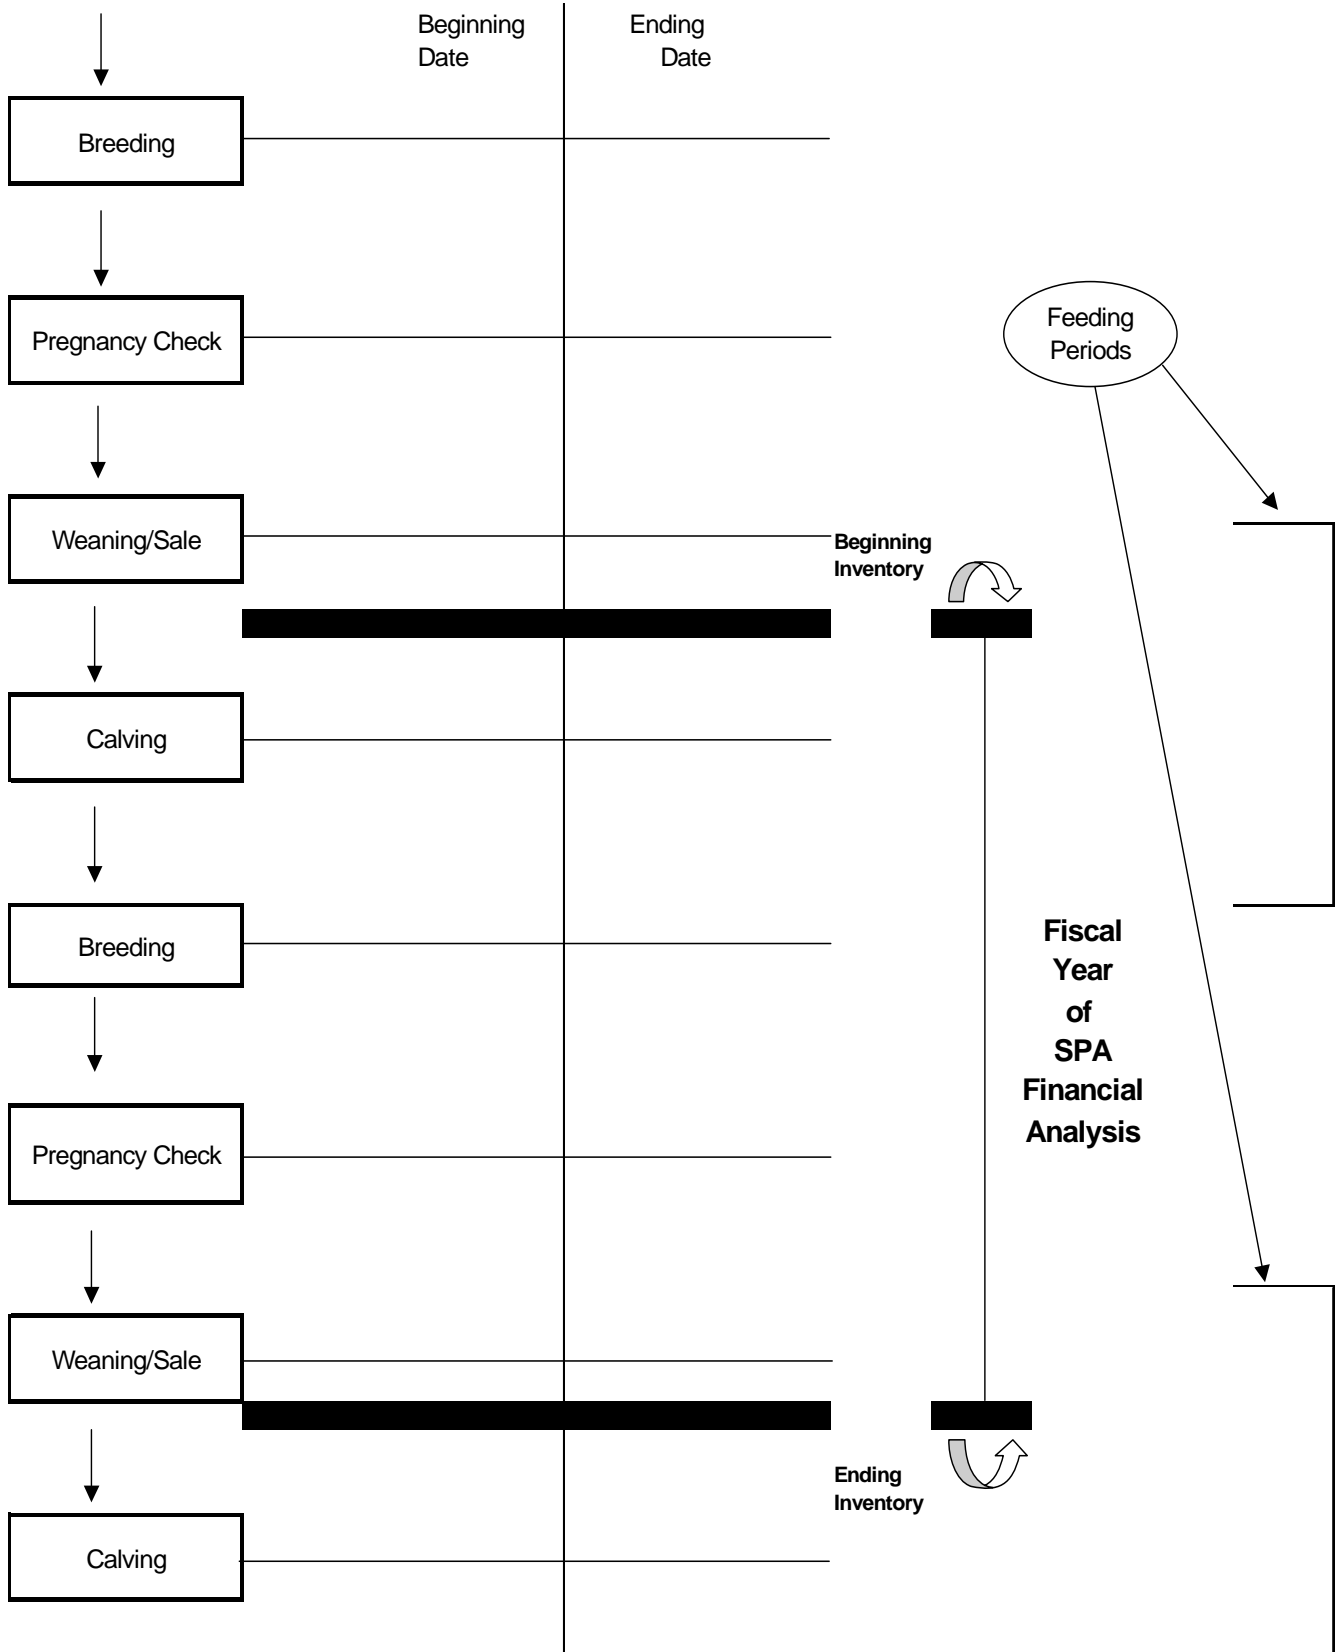 Beginning
Date
Ending
Date
Breeding
Pregnancy Check
Feeding
Periods
Weaning/Sale
Beginning
Inventory
Calving
Breeding
Fiscal
Year
of
SPA
Financial
Analysis
Pregnancy Check
Weaning/Sale
Ending
Inventory
Calving